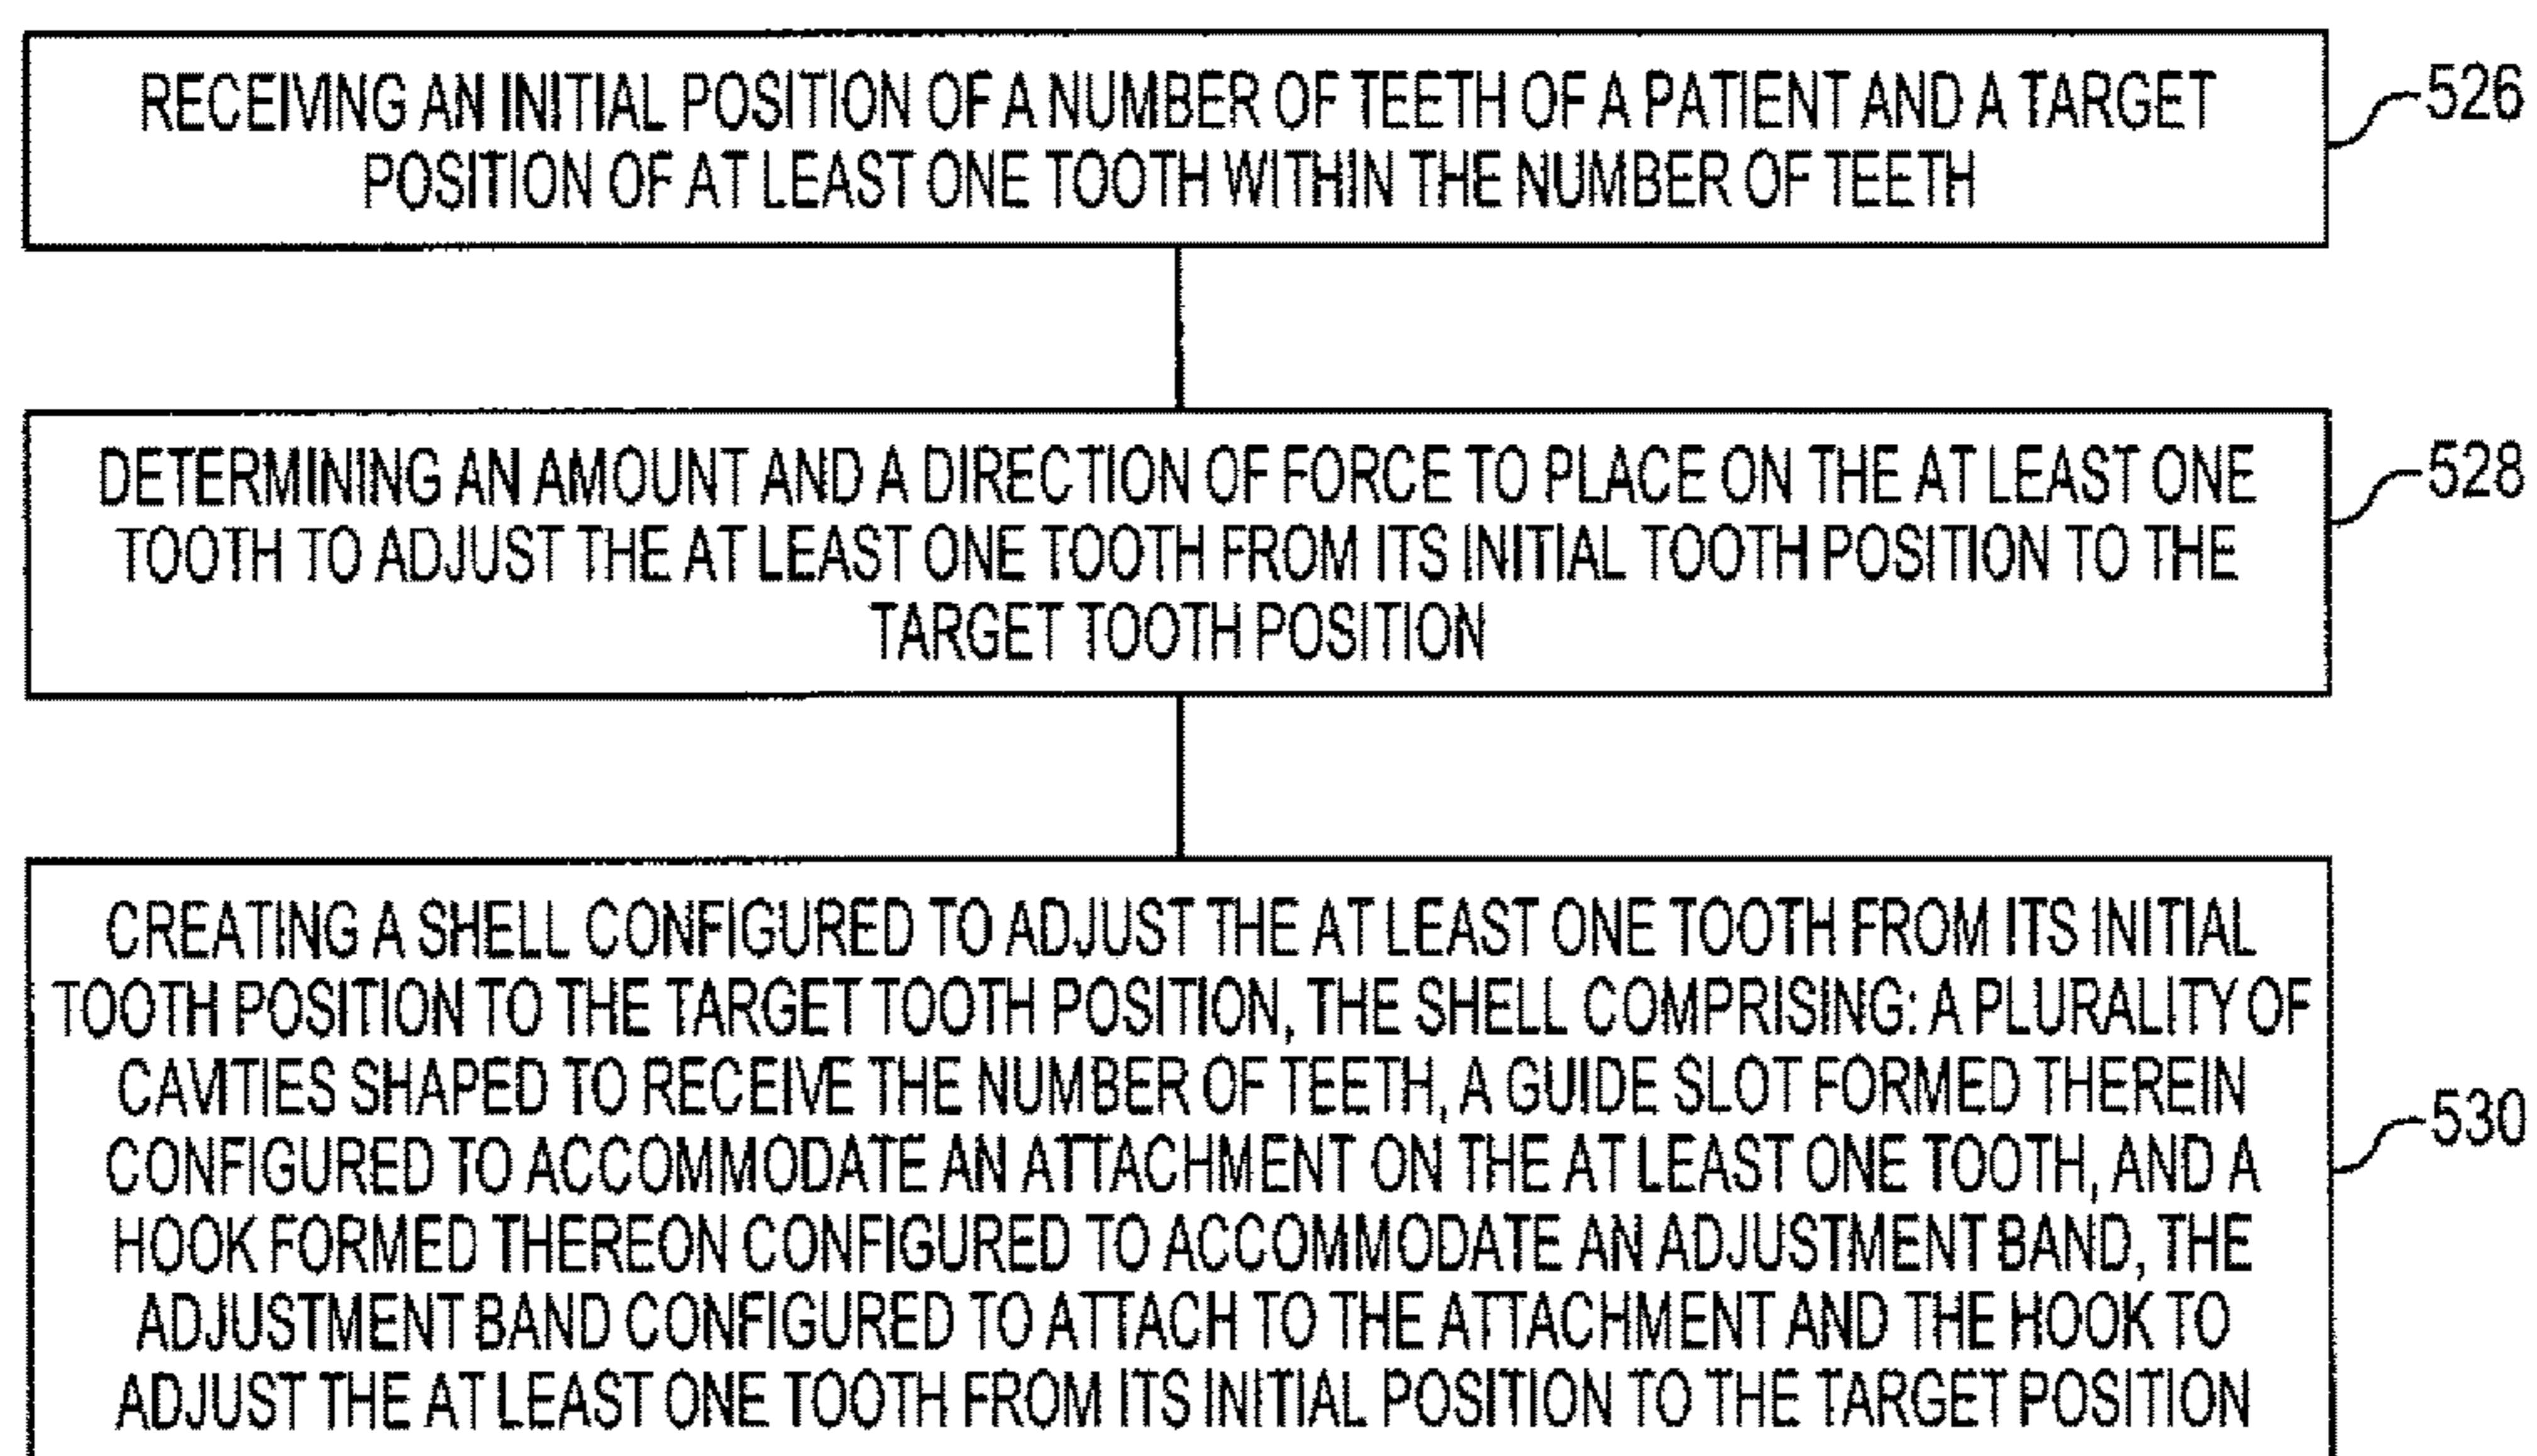 RECEIVING AN INITIAL POSITION OF A NUMBER OF TEETH OF A PATIENT AND A TARGET
POSITION OF AT LEAST ONE TOOTH WITHIN THE NUMBER OF TEETH
526
DETERMINING AN AMOUNT AND A DIRECTION OF FORCE TO PLACE ON THE AT LEAST ONE
TOOTH TO ADJUST THE AT LEAST ONE TOOTH FROM ITS INITIAL TOOTH POSITION TO THE
TARGET TOOTH POSITION
528
CREATING A SHELL CONFIGURED TO ADJUST THE AT LEAST ONE TOOTH FROM ITS INITIAL
TOOTH POSITION TO THE TARGET TOOTH POSITION, THE SHELL COMPRISING: A PLURALITY OF
CAVITIES SHAPED TO RECEIVE THE NUMBER OF TEETH, A GUIDE SLOT FORMED THEREIN
CONFIGURED TO ACCOMMODATE AN ATTACHMENT ON THE AT LEAST ONE TOOTH, AND A
HOOK FORMED THEREON CONFIGURED TO ACCOMMODATE AN ADJUSTMENT BAND, THE
ADJUSTMENT BAND CONFIGURED TO ATTACH TO THE ATTACHMENT AND THE HOOK TO
ADJUST THE AT LEAST ONE TOOTH FROM ITS INITIAL POSITION TO THE TARGET POSITION
530